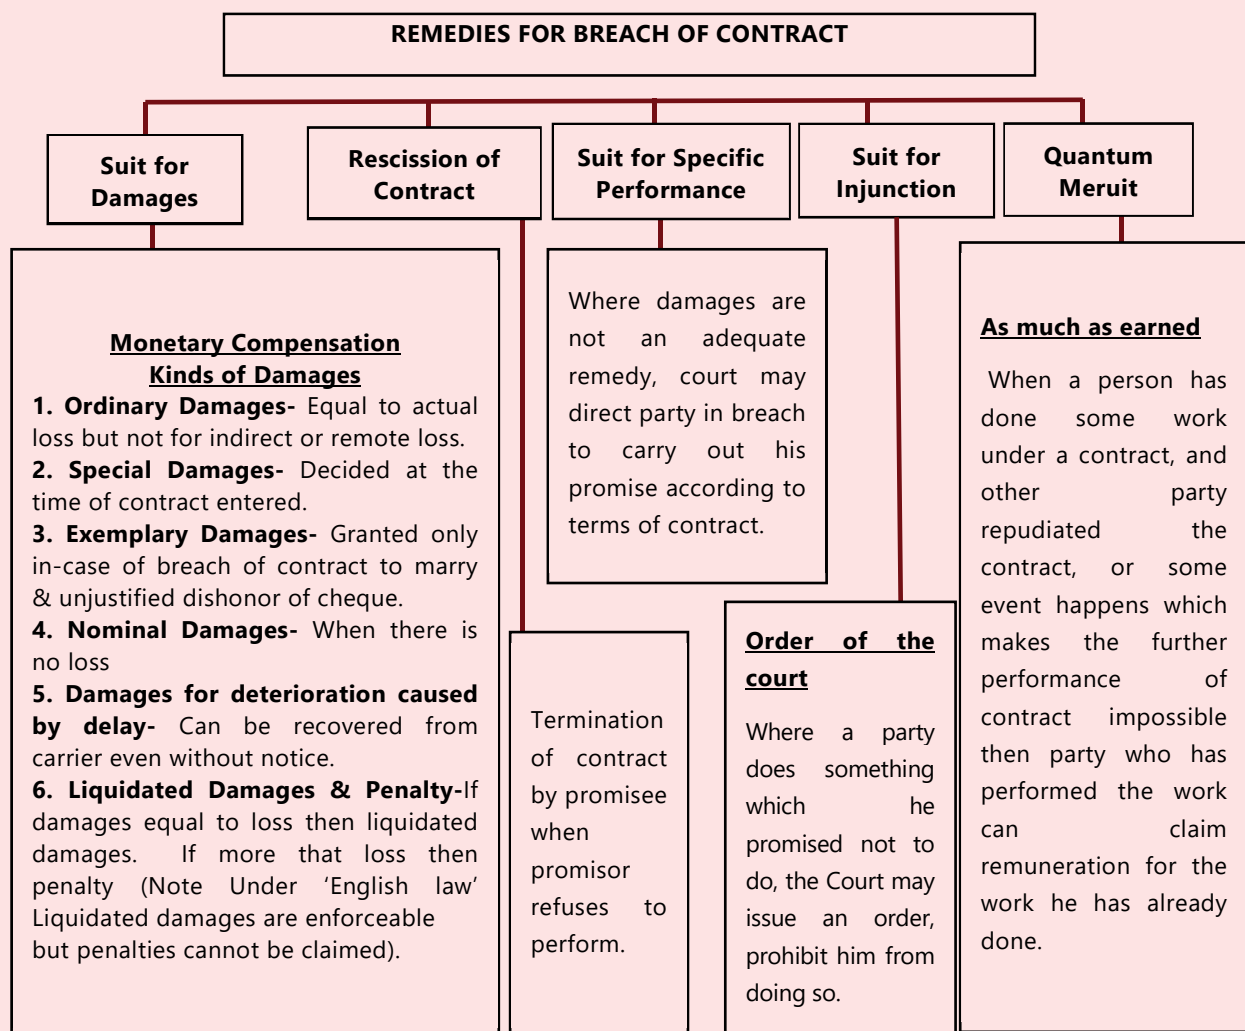 REMEDIES FOR BREACH OF CONTRACT
Suit for
Damages
Rescission of
Contract
Suit for Specific
Performance
Suit for
Injunction
Quantum
Meruit
Monetary Compensation
Kinds of Damages
1. Ordinary Damages- Equal to actual
loss but not for indirect or remote loss.
2. Special Damages- Decided at the
time of contract entered.
3. Exemplary Damages- Granted only
in-case of breach of contract to marry
& unjustified dishonor of cheque.
4. Nominal Damages- When there is
no loss
5. Damages for deterioration caused
by delay- Can be recovered from
carrier even without notice.
6. Liquidated Damages & Penalty-If
damages equal to loss then liquidated
damages. If more that loss then
penalty (Note Under ‘English law’
Liquidated damages are enforceable
but penalties cannot be claimed).
Termination
of contract
by promisee
when
promisor
refuses to
perform.
Where damages are
not an adequate
remedy, court may
direct party in breach
to carry out his
promise according to
terms of contract.
Order of the
court
Where a party
does something
which he
promised not to
do, the Court may
issue an order,
prohibit him from
doing so.
As much as earned
When a person has
done some work
under a contract, and
other party
repudiated the
contract, or some
event happens which
makes the further
performance of
contract impossible
then party who has
performed the work
can claim
remuneration for the
work he has already
done.